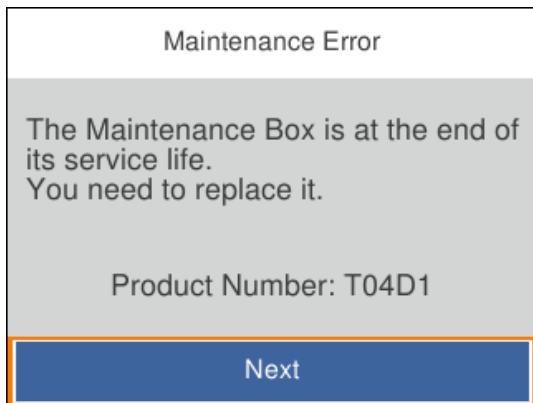 Maintenance Error
The Maintenance Box is at the end of
its service life.
You need to replace it.
Product Number: T04D1
Next